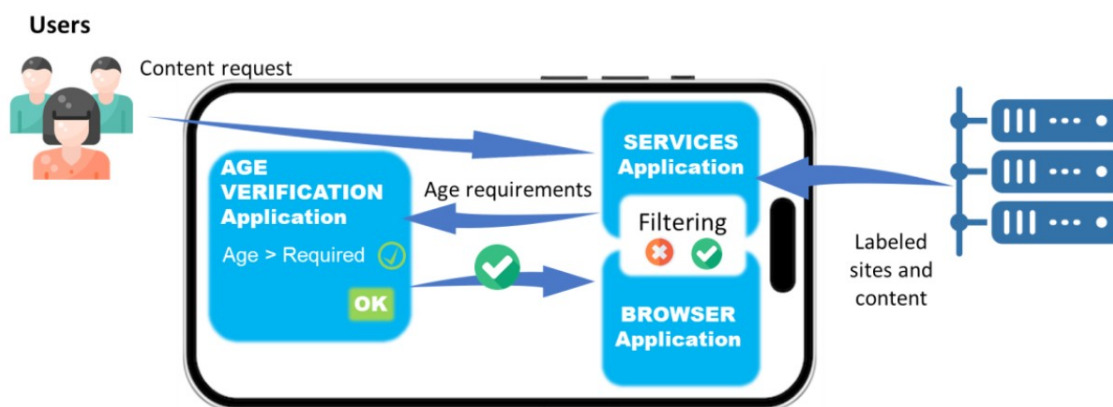 Users
Content request
AGE
VERIFICATION
Application
Age > Required
OK
Age requirements
SERVICES
Application
Filtering
BROWSER
Application
Labeled
sites and
content